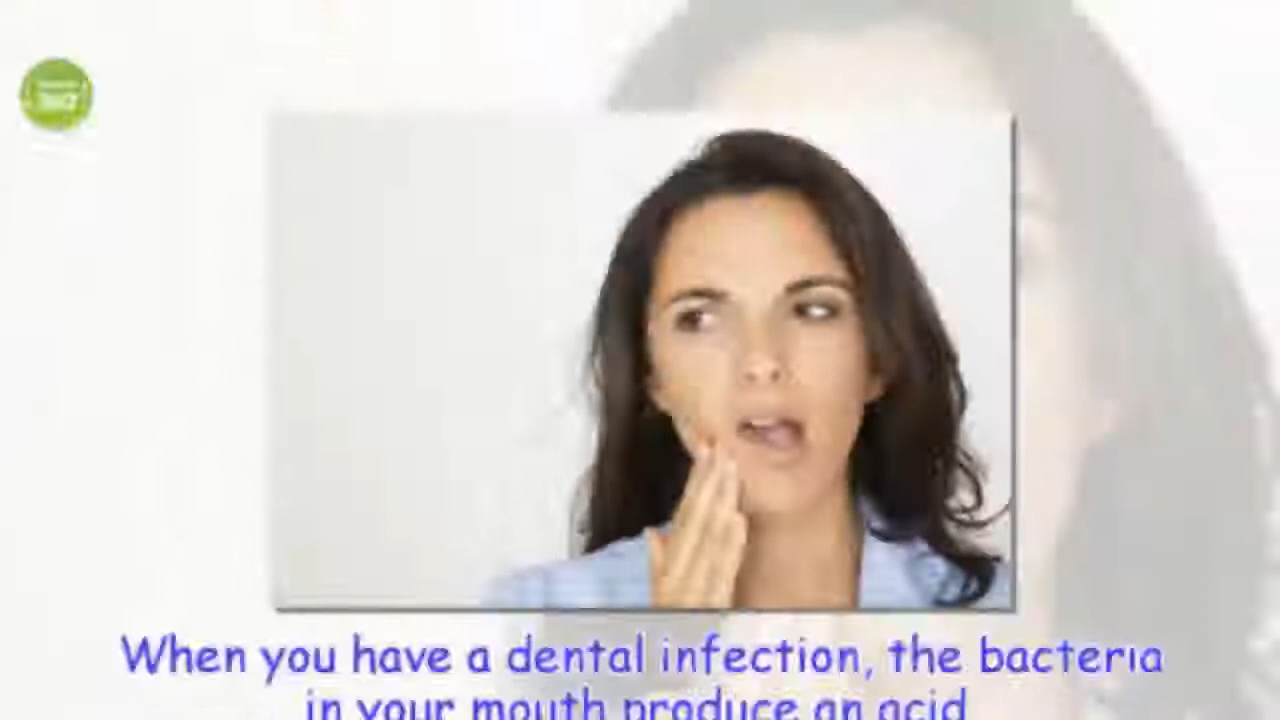 When you have a dental infection, the bacteria
in your mouth produce an acid